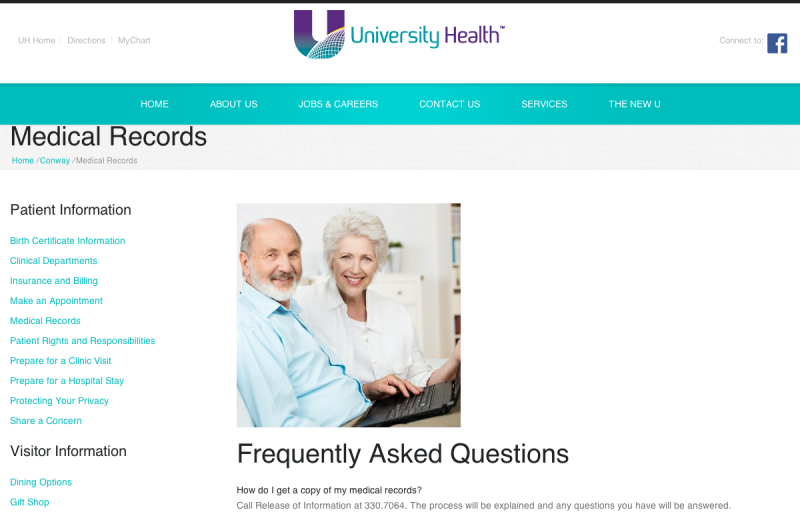 UH Home
Directions
MyChart
University Health™
Connect to:
HOME
ABOUT US
JOBS & CAREERS
CONTACT US
SERVICES
THE NEW U
Medical Records
Home /Conway /Medical Records
Patient Information
Birth Certificate Information
Clinical Departments
Insurance and Billing
Make an Appointment
Medical Records
Patient Rights and Responsibilities
Prepare for a Clinic Visit
Prepare for a Hospital Stay
Protecting Your Privacy
Share a Concern
Visitor Information
Dining Options
Gift Shop
Frequently Asked Questions
How do I get a copy of my medical records?
Call Release of Information at 330.7064. The process will be explained and any questions you have will be answered.